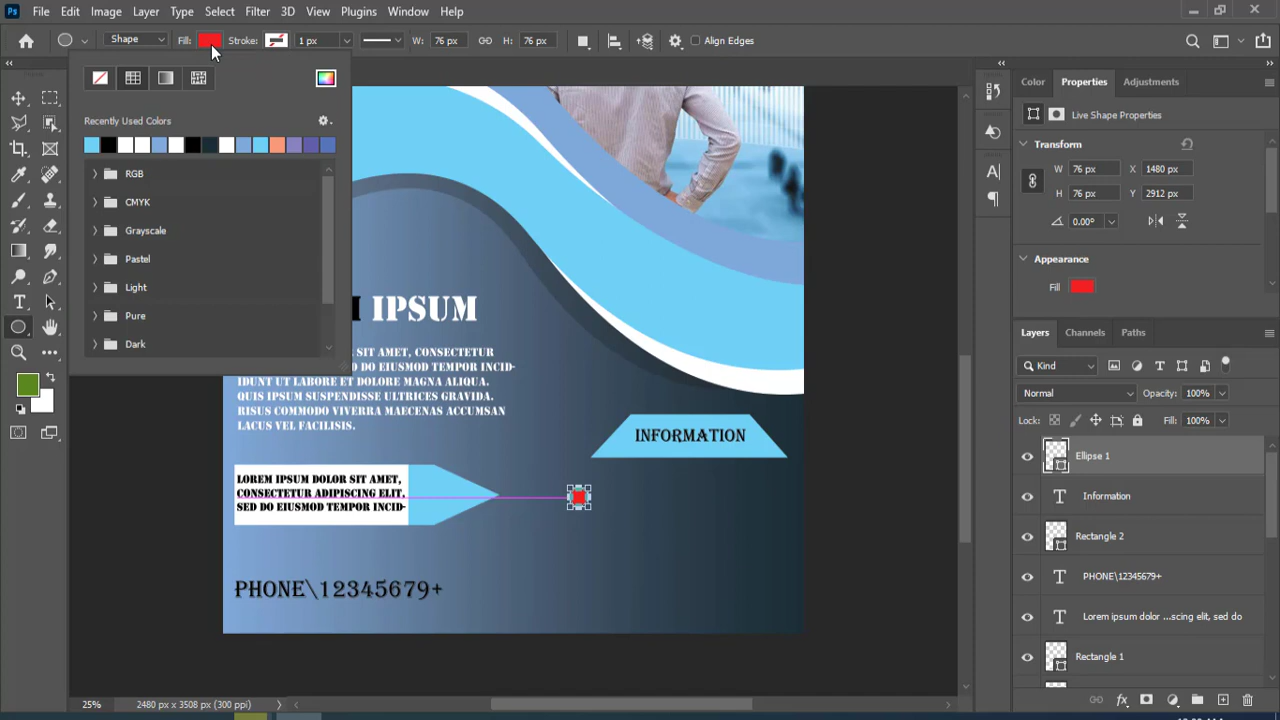 Ps File Edit Image Layer Type Select Filter 3D View Plugins Window Help
Shape Fill: Stroke: 1 px W: 76 px H: 76 px Align Edges
Recently Used Colors
RGB
CMYK
Grayscale
Pastel
Light
Pure
Dark
IPSUM
SIT AMET, CONSECTETUR
DO EIUSMOD TEMPOR INCID-
IDUNT UT LABORE ET DOLORE MAGNA ALIQUA.
QUIS IPSUM SUSPENDISSE ULTRICES GRAVIDA.
RISUS COMMODO VIVERRA MAECENAS ACCUMSAN
LACUS VEL FACILISIS.
INFORMATION
LOREM IPSUM DOLOR SIT AMET,
CONSECTETUR ADIPISCING ELIT,
SED DO EIUSMOD TEMPOR INCID-
PHONE\12345679+
25% 2480 px x 3508 px (300 ppi)
Color Properties Adjustments
Live Shape Properties
Transform
W 76 px X 1480 px
H 76 px Y 2912 px
0.00°
Appearance
Fill
Layers Channels Paths
Kind
Normal Opacity: 100%
Lock: Fill: 100%
Ellipse 1
Information
Rectangle 2
PHONE\12345679+
Lorem ipsum dolor ...scing elit, sed do
Rectangle 1